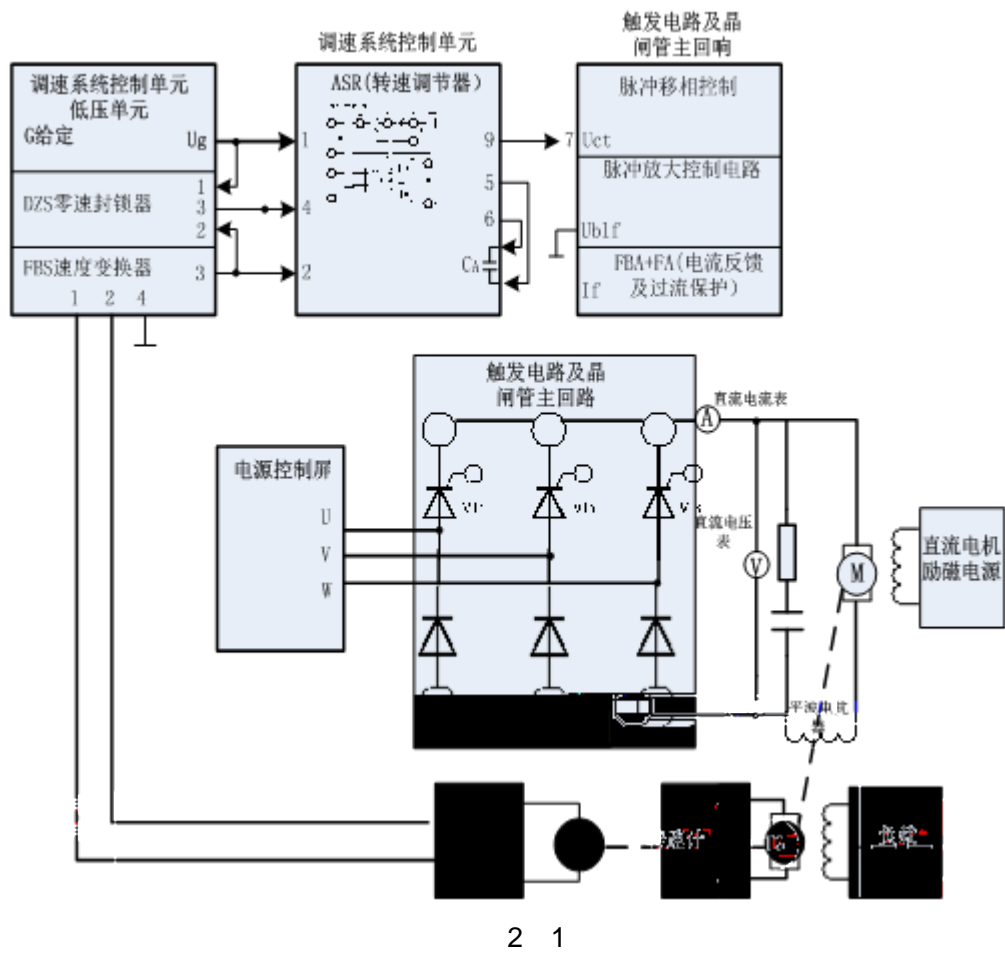 调速系统控制单元
触发电路及晶
闸管主回响
调速系统控制单元
低压单元
G给定
Ug
1
DZS零速封锁器
3
2
FBS速度变换器
3
1 2 4
ASR(转速调节器)
1
4
2
9
5
6
CA
脉冲移相控制
7 Uct
脉冲放大控制电路
Ublf
FBA+FA(电流反馈
及过流保护)
If
触发电路及晶
闸管主回路
直流电流表
A
电源控制屏
U
V
W
直流电压
表
V
M
直流电机
励磁电源
平波电抗
器
速计
负载
2 1